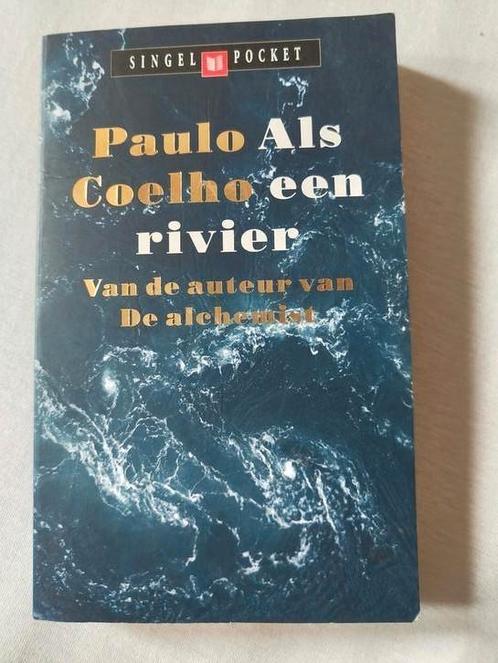 SINGEL POCKET
Paulo Als
Coelho een
rivier
Van de auteur van
De alchemist